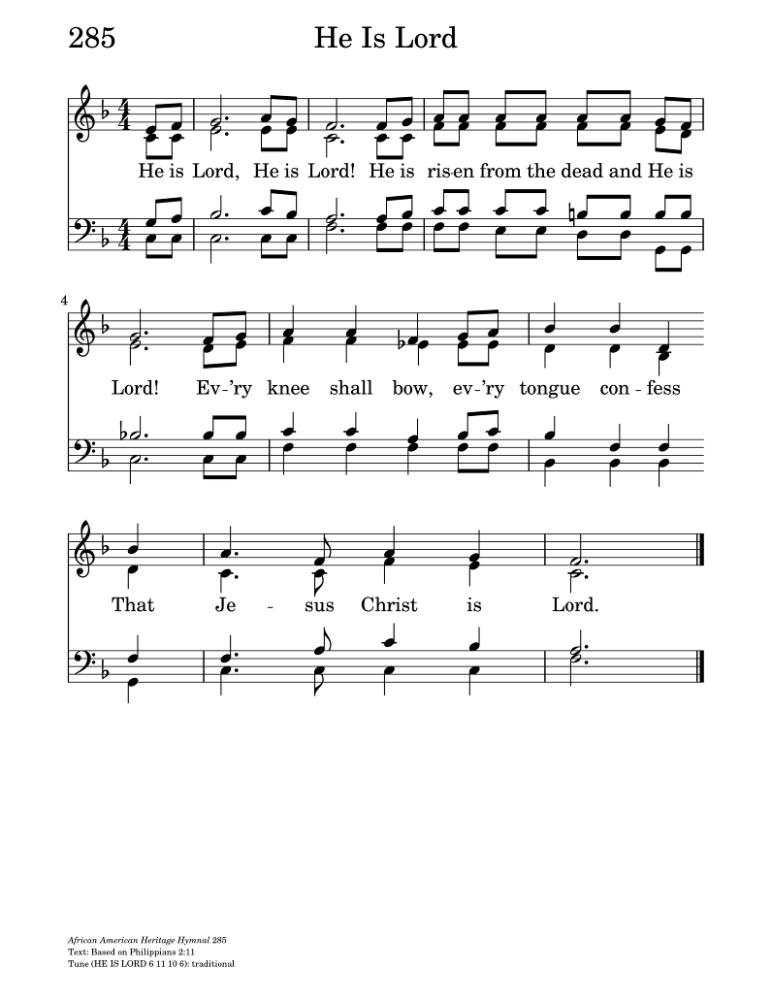 285 He Is Lord
He is Lord, He is Lord! He is ris-en from the dead and He is
4
Lord! Ev-’ry knee shall bow, ev-’ry tongue con-fess
That Je-sus Christ is Lord.
African American Heritage Hymnal 285
Text: Based on Philippians 2:11
Tune (HE IS LORD 6 11 10 6): traditional